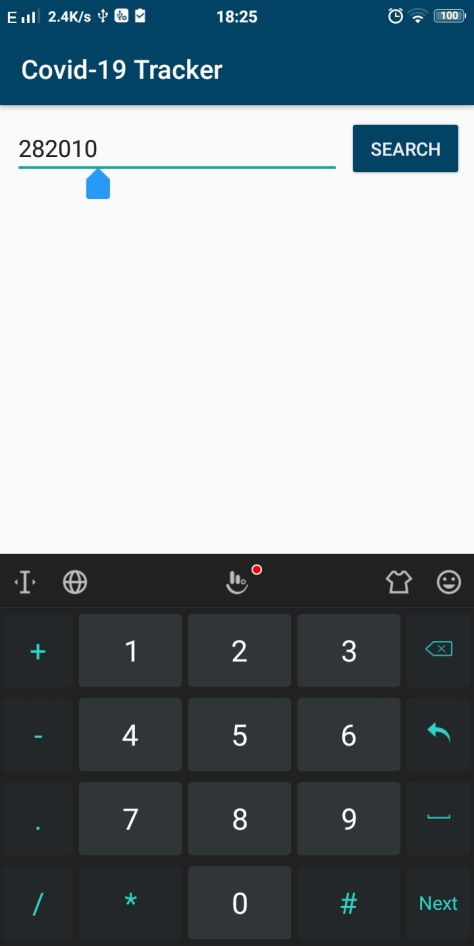 E 2.4K/s 18:25 100
Covid-19 Tracker
282010 SEARCH
+ 1 2 3
- 4 5 6
. 7 8 9
/ * 0 # Next